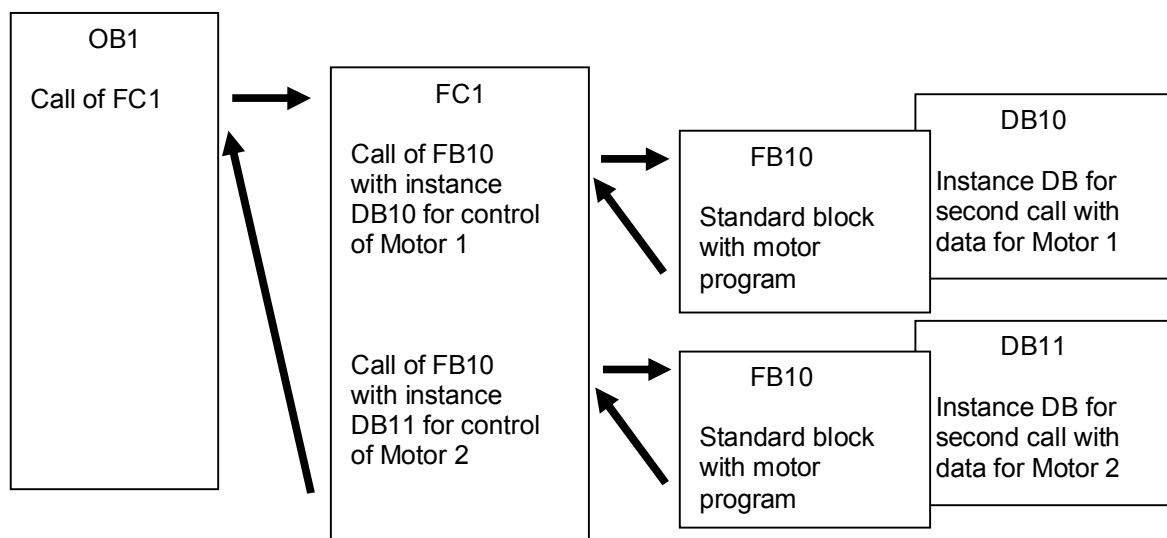 OB1
Call of FC1
FC1
Call of FB10
with instance
DB10 for control
of Motor 1
Call of FB10
with instance
DB11 for control
of Motor 2
FB10
Standard block
with motor
program
DB10
Instance DB for
second call with
data for Motor 1
FB10
Standard block
with motor
program
DB11
Instance DB for
second call with
data for Motor 2